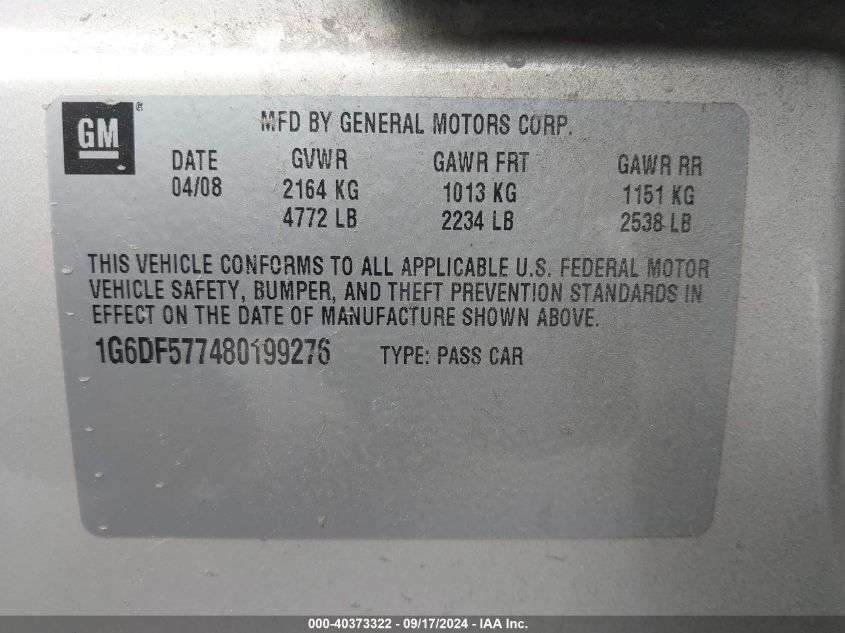 GM®
MFD BY GENERAL MOTORS CORP.
DATE GVWR GAWR FRT GAWR RR
04/08 2164 KG 1013 KG 1151 KG
4772 LB 2234 LB 2538 LB
THIS VEHICLE CONFORMS TO ALL APPLICABLE U.S. FEDERAL MOTOR
VEHICLE SAFETY, BUMPER, AND THEFT PREVENTION STANDARDS IN
EFFECT ON THE DATE OF MANUFACTURE SHOWN ABOVE.
1G6DF577480199276 TYPE: PASS CAR
000-40373322 - 09/17/2024 - IAA Inc.